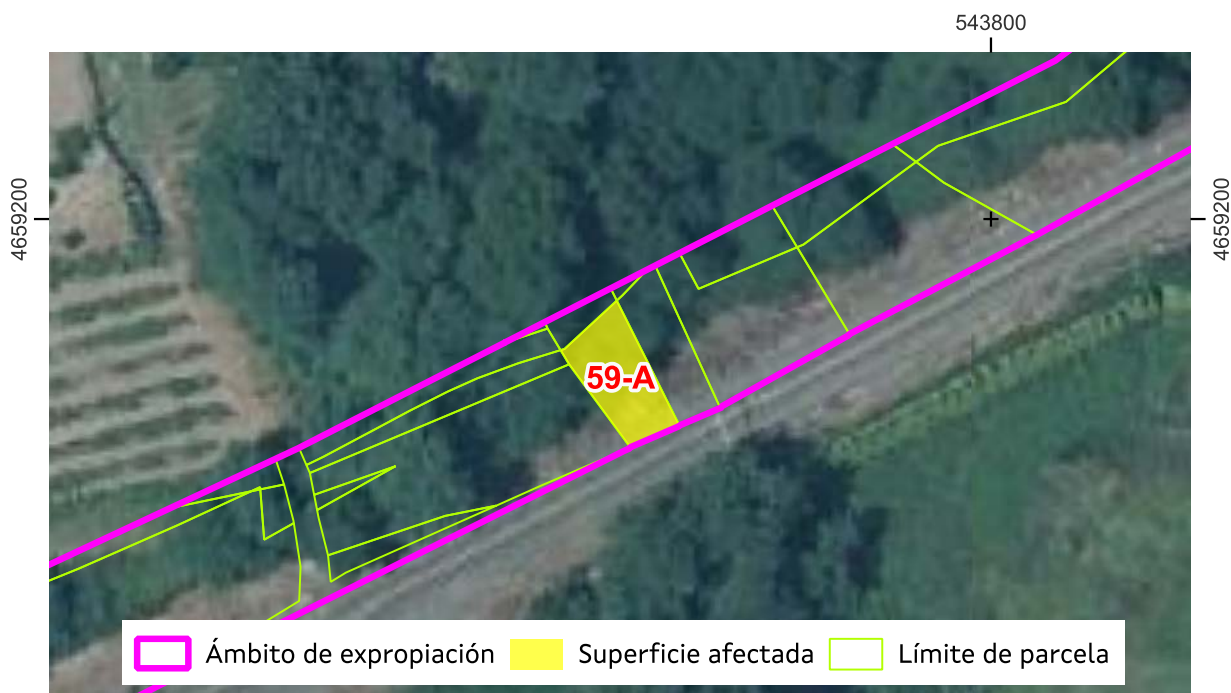 543800
4659200
4659200
59-A
Ámbito de expropiación
Superficie afectada
Límite de parcela